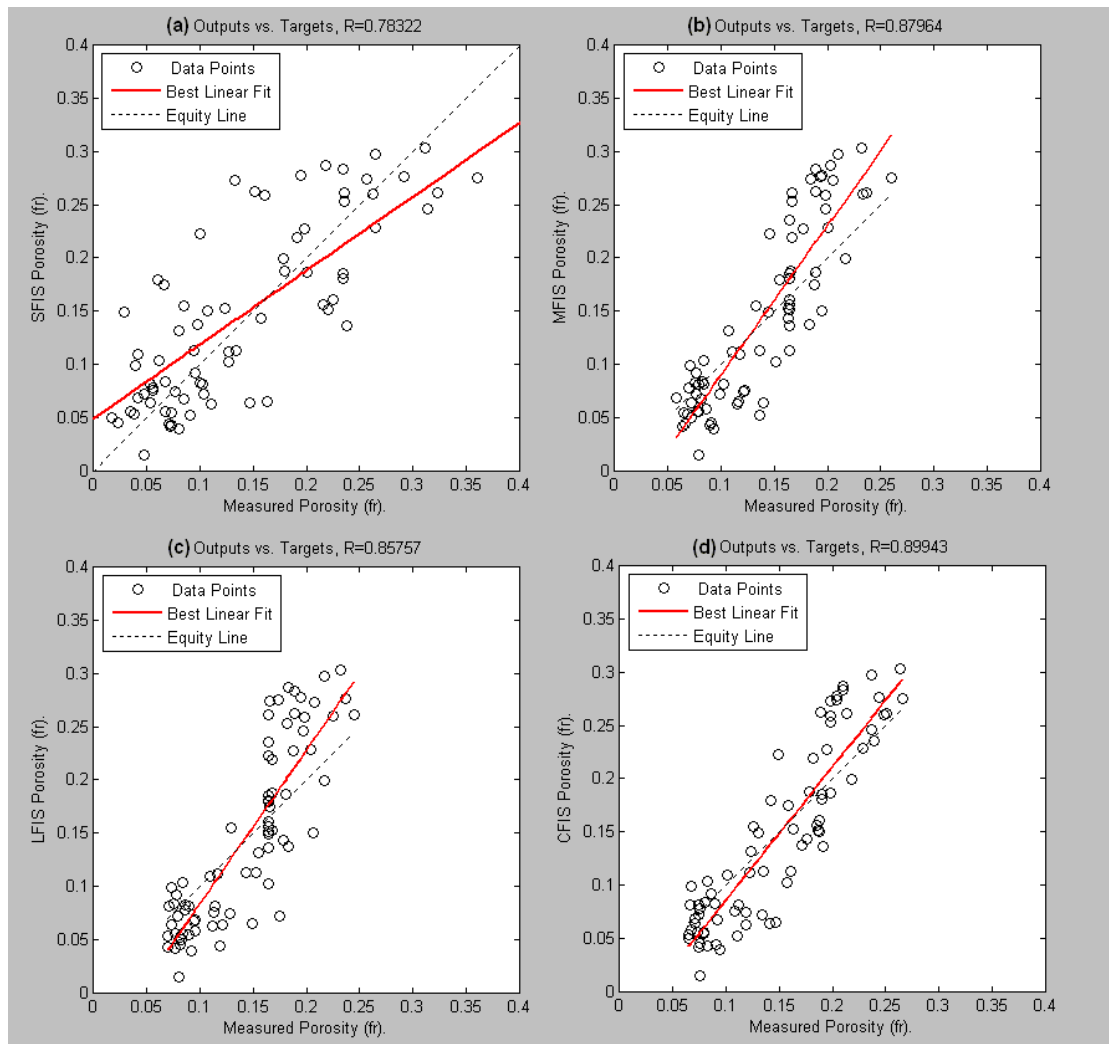 (a) Outputs vs. Targets, R=0.78322
0.4
0.35
0.3
0.25
0.2
0.15
0.1
0.05
0
SFIS Porosity (fr).
Data Points
Best Linear Fit
Equity Line
0 0.05 0.1 0.15 0.2 0.25 0.3 0.35 0.4
Measured Porosity (fr).
(b) Outputs vs. Targets, R=0.87964
0.4
0.35
0.3
0.25
0.2
0.15
0.1
0.05
0
MFIS Porosity (fr).
Data Points
Best Linear Fit
Equity Line
0 0.05 0.1 0.15 0.2 0.25 0.3 0.35 0.4
Measured Porosity (fr).
(c) Outputs vs. Targets, R=0.85757
0.4
0.35
0.3
0.25
0.2
0.15
0.1
0.05
0
LFIS Porosity (fr).
Data Points
Best Linear Fit
Equity Line
0 0.05 0.1 0.15 0.2 0.25 0.3 0.35 0.4
Measured Porosity (fr).
(d) Outputs vs. Targets, R=0.89943
0.4
0.35
0.3
0.25
0.2
0.15
0.1
0.05
0
CFIS Porosity (fr).
Data Points
Best Linear Fit
Equity Line
0 0.05 0.1 0.15 0.2 0.25 0.3 0.35 0.4
Measured Porosity (fr).